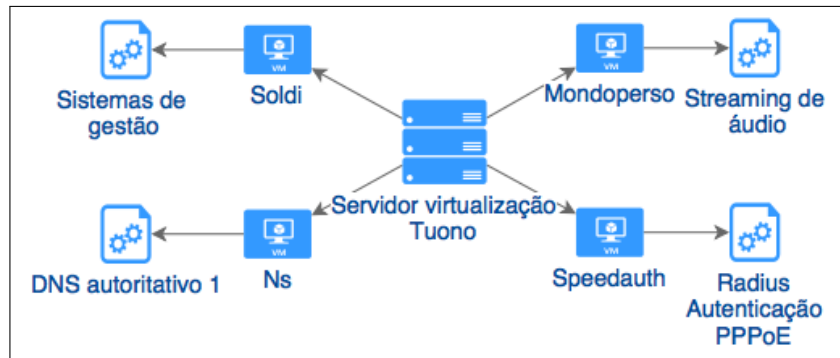 VM
Soldi
Sistemas de
gestão
VM
Mondoperso
Streaming de
áudio
Servidor virtualização
Tuono
VM
Ns
DNS autoritativo 1
VM
Speedauth
Radius
Autenticação
PPPoE